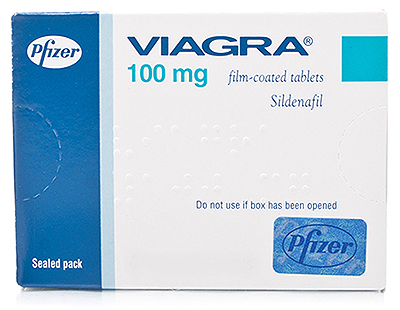 Pfizer
VIAGRA®
100 mg film-coated tablets
Sildenafil
Do not use if box has been opened
Pfizer
Sealed pack